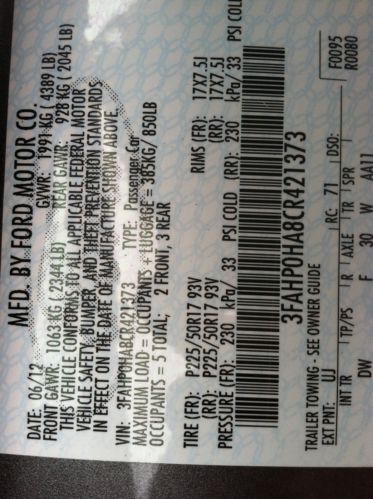 MFD. BY FORD MOTOR CO.
DATE: 06/12 GVWR: 1991 KG ( 4389 LB)
FRONT GAWR: 1063 KG ( 2344 LB) REAR GAWR: 928 KG ( 2045 LB)
THIS VEHICLE CONFORMS TO ALL APPLICABLE FEDERAL MOTOR
VEHICLE SAFETY, BUMPER, AND THEFT PREVENTION STANDARDS
IN EFFECT ON THE DATE OF MANUFACTURE SHOWN ABOVE.
VIN: 3FAHP0HA8CR421373 TYPE: Passenger Car
MAXIMUM LOAD = OCCUPANTS + LUGGAGE = 385KG/ 850LB
OCCUPANTS = 5 TOTAL; 2 FRONT, 3 REAR
TIRE (FR): P225/50R17 93V RIMS (FR): 17X7.5J
(RR): P225/50R17 93V (RR): 17X7.5J
PRESSURE (FR): 230 kPa/ 33 PSI COLD (RR): 230 kPa/ 33 PSI COLD
3FAHP0HA8CR421373
F0095
R0080
TRAILER TOWING - SEE OWNER GUIDE
EXT PNT: UJ RC: 71 DSO:
INT TR TP/PS R AXLE TR SPR
DW F 30 W AA11